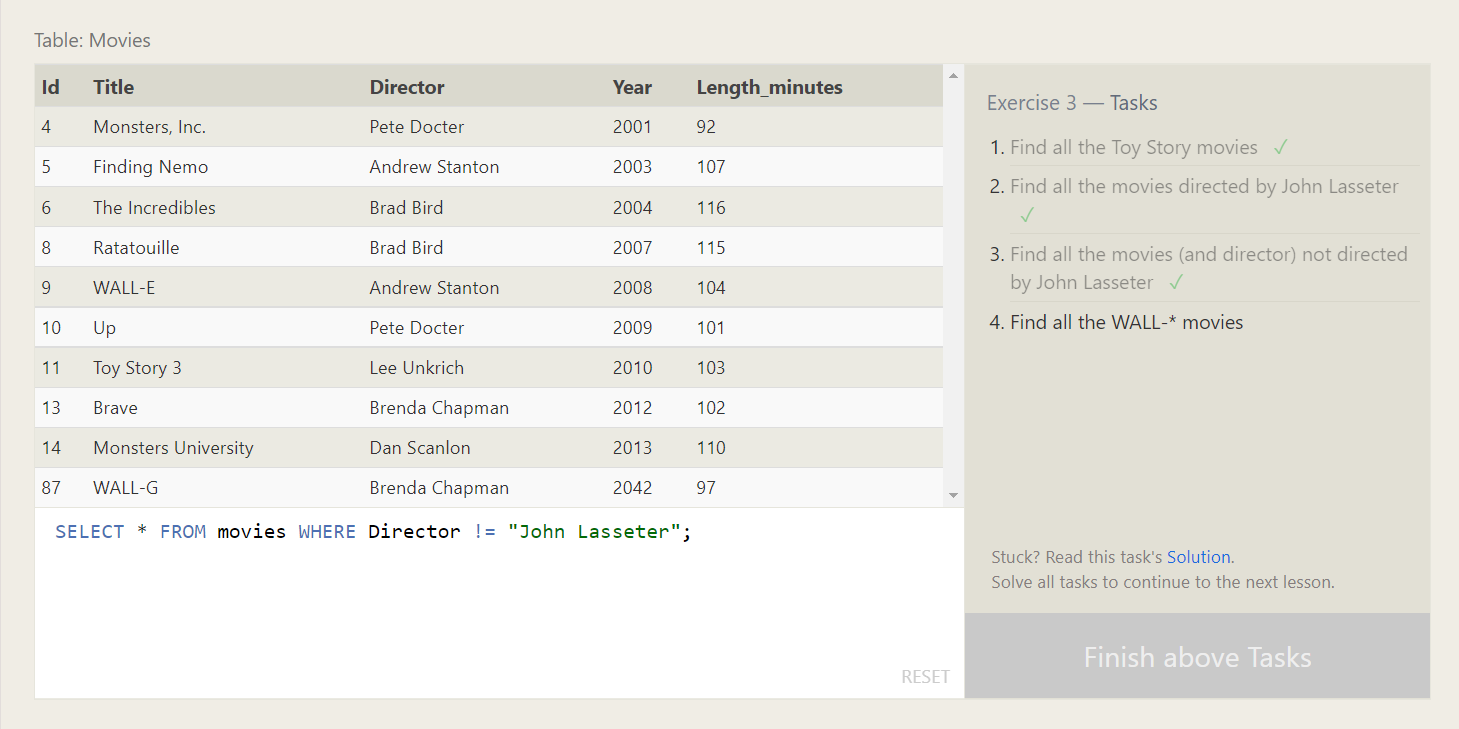 Table: Movies
Id Title Director Year Length_minutes
4 Monsters, Inc. Pete Docter 2001 92
5 Finding Nemo Andrew Stanton 2003 107
6 The Incredibles Brad Bird 2004 116
8 Ratatouille Brad Bird 2007 115
9 WALL-E Andrew Stanton 2008 104
10 Up Pete Docter 2009 101
11 Toy Story 3 Lee Unkrich 2010 103
13 Brave Brenda Chapman 2012 102
14 Monsters University Dan Scanlon 2013 110
87 WALL-G Brenda Chapman 2042 97
SELECT * FROM movies WHERE Director != "John Lasseter";
RESET
Exercise 3 — Tasks
1. Find all the Toy Story movies ✓
2. Find all the movies directed by John Lasseter
✓
3. Find all the movies (and director) not directed
by John Lasseter ✓
4. Find all the WALL-* movies
Stuck? Read this task's Solution.
Solve all tasks to continue to the next lesson.
Finish above Tasks